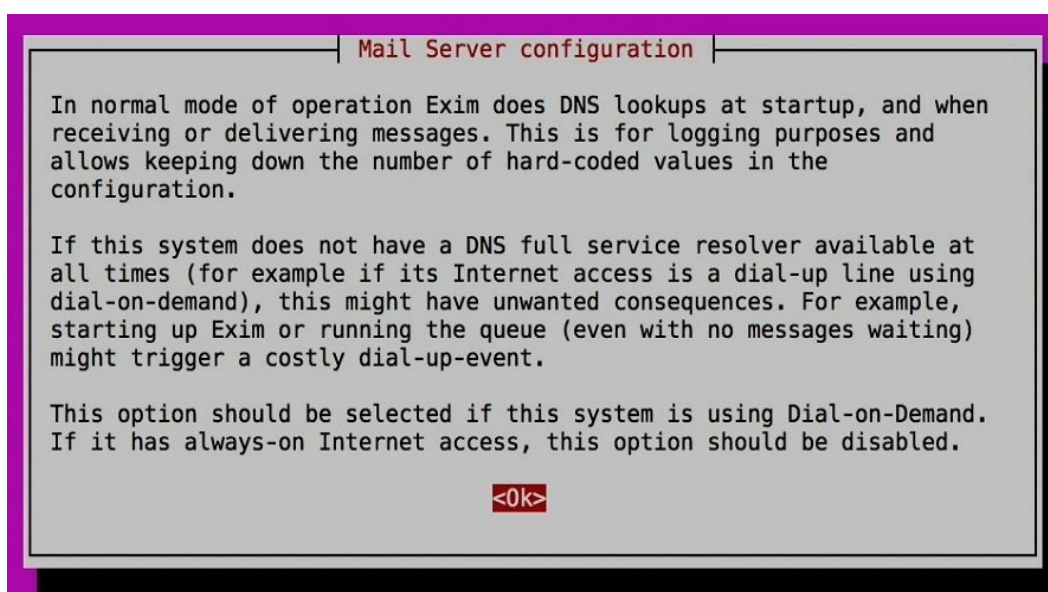 Mail Server configuration
In normal mode of operation Exim does DNS lookups at startup, and when
receiving or delivering messages. This is for logging purposes and
allows keeping down the number of hard-coded values in the
configuration.
If this system does not have a DNS full service resolver available at
all times (for example if its Internet access is a dial-up line using
dial-on-demand), this might have unwanted consequences. For example,
starting up Exim or running the queue (even with no messages waiting)
might trigger a costly dial-up-event.
This option should be selected if this system is using Dial-on-Demand.
If it has always-on Internet access, this option should be disabled.
<Ok>